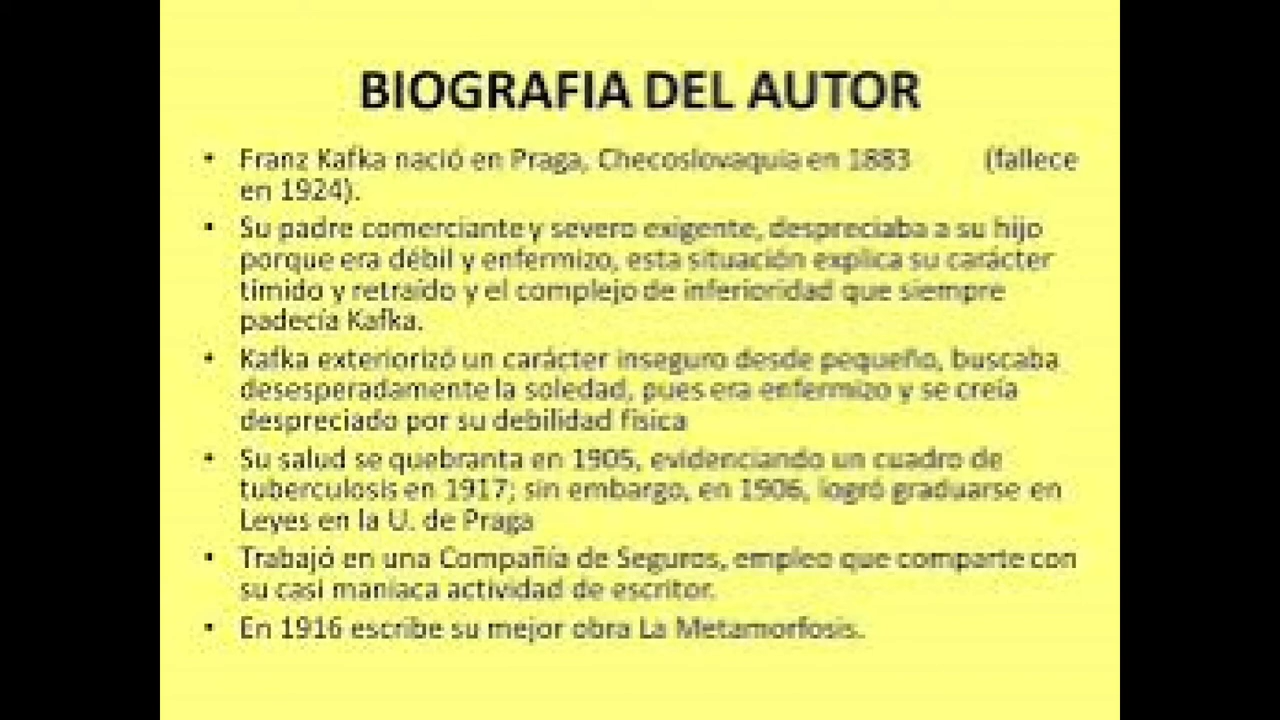 BIOGRAFIA DEL AUTOR
• Franz Kafka nació en Praga, Checoslovaquia en 1883 (fallece
en 1924).
• Su padre comerciante y severo exigente, despreciaba a su hijo
porque era débil y enfermizo, esta situación explica su carácter
tímido y retraído y el complejo de inferioridad que siempre
padecía Kafka.
• Kafka exteriorizó un carácter inseguro desde pequeño, buscaba
desesperadamente la soledad, pues era enfermizo y se creía
despreciado por su debilidad física
• Su salud se quebranta en 1905, evidenciando un cuadro de
tuberculosis en 1917; sin embargo, en 1906, logró graduarse en
Leyes en la U. de Praga
• Trabajó en una Compañía de Seguros, empleo que comparte con
su casi maníaca actividad de escritor.
• En 1916 escribe su mejor obra La Metamorfosis.